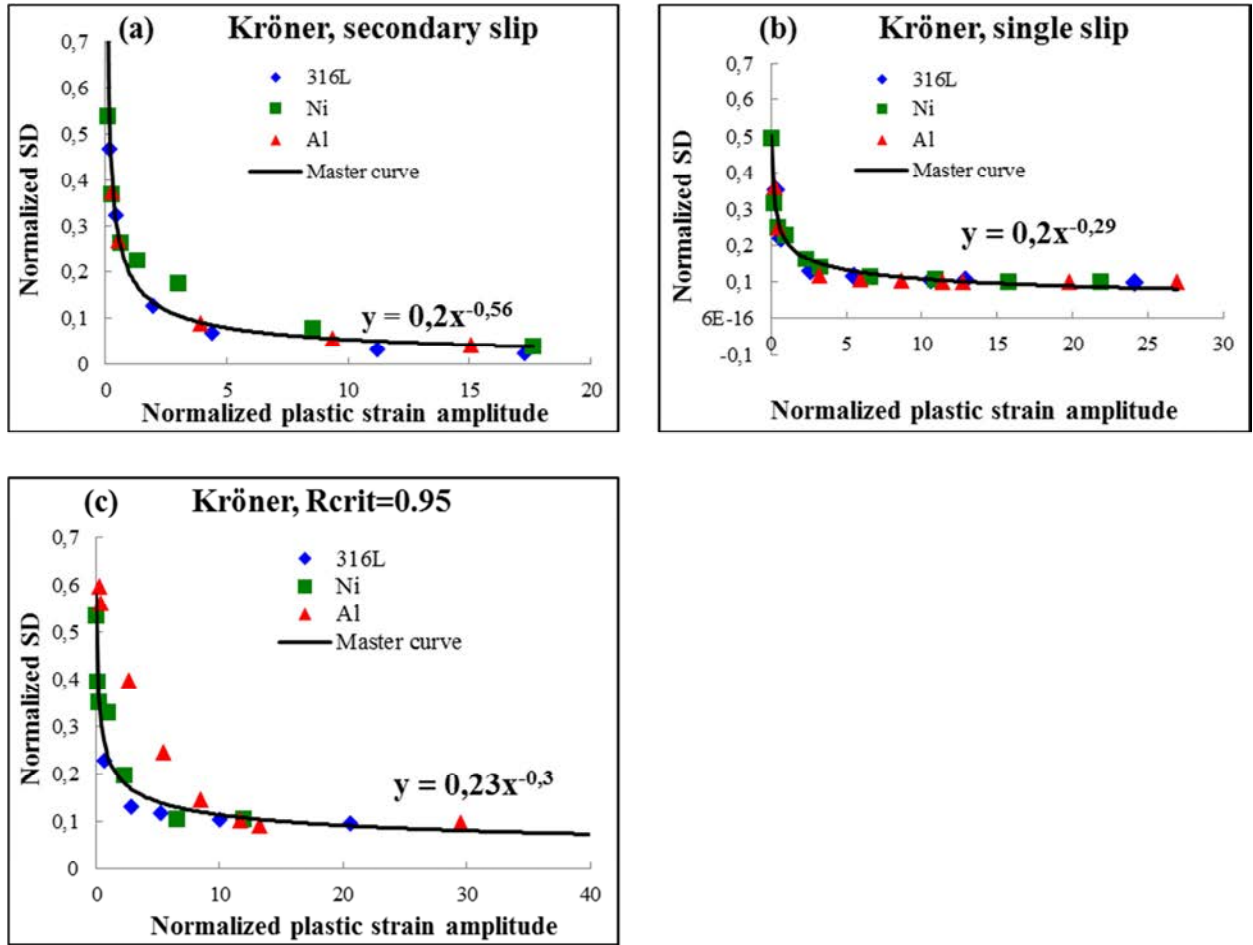 (a) Kröner, secondary slip
0,7
0,6
0,5
0,4
0,3
0,2
0,1
0
Normalized SD
316L
Ni
Al
Master curve
y = 0,2x-0,56
0 5 10 15 20
Normalized plastic strain amplitude
(b) Kröner, single slip
0,7
0,6
0,5
0,4
0,3
0,2
0,1
6E-16
-0,1
Normalized SD
316L
Ni
Al
Master curve
y = 0,2x-0,29
0 5 10 15 20 25 30
Normalized plastic strain amplitude
(c) Kröner, Rcrit=0.95
0,7
0,6
0,5
0,4
0,3
0,2
0,1
0
Normalized SD
316L
Ni
Al
Master curve
y = 0,23x-0,3
0 10 20 30 40
Normalized plastic strain amplitude